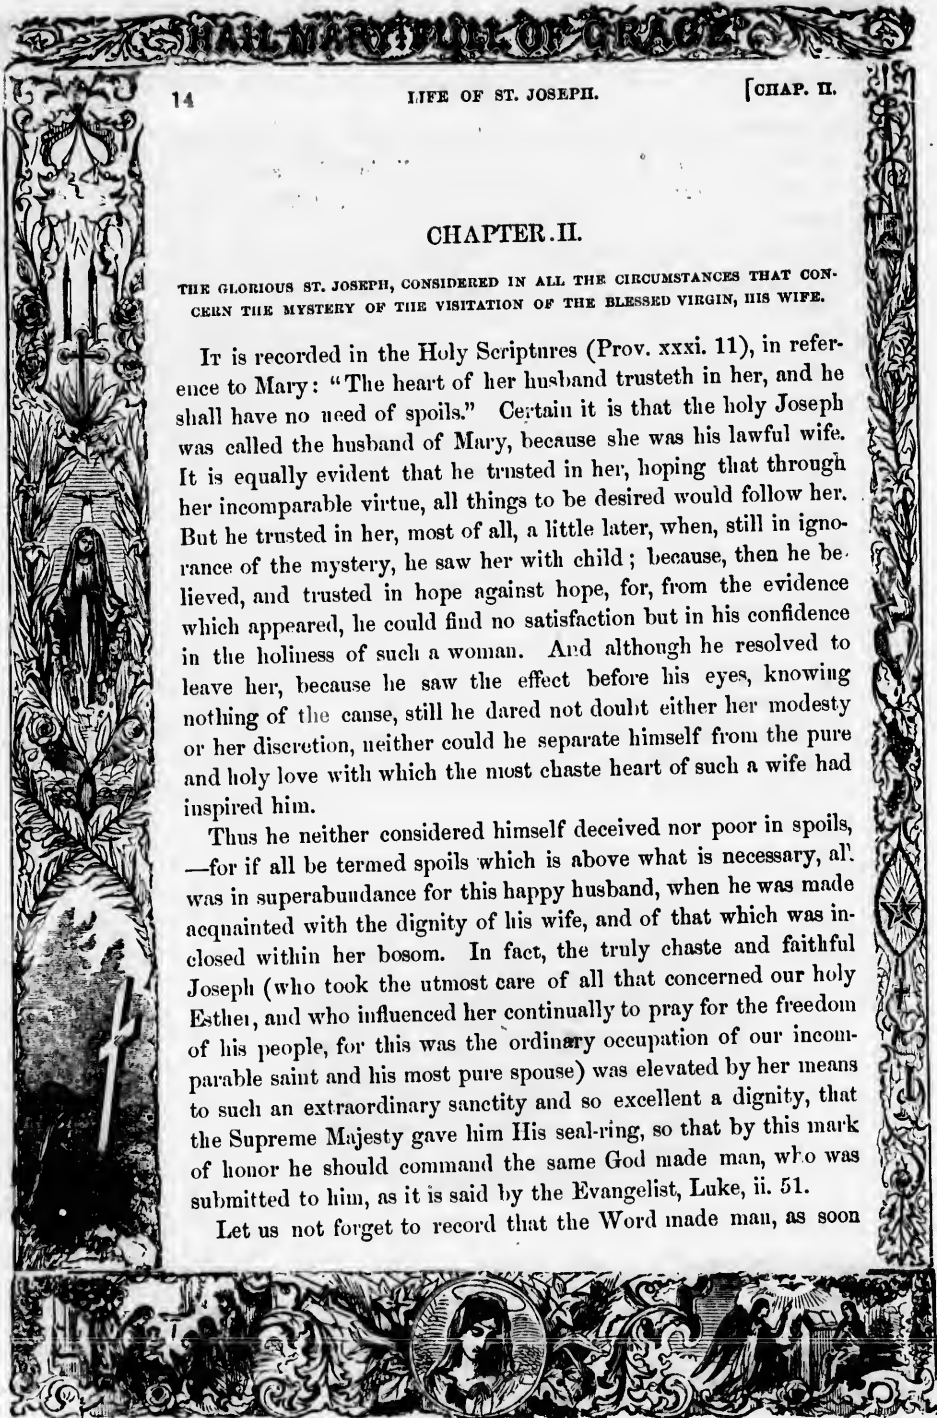 HAIL MARY FULL OF GRACE
14 LIFE OF ST. JOSEPH. [CHAP. II.
CHAPTER II.
THE GLORIOUS ST. JOSEPH, CONSIDERED IN ALL THE CIRCUMSTANCES THAT CON-
CERN THE MYSTERY OF THE VISITATION OF THE BLESSED VIRGIN, HIS WIFE.
IT is recorded in the Holy Scriptures (Prov. xxxi. 11), in refer-
ence to Mary: “The heart of her husband trusteth in her, and he
shall have no need of spoils.” Certain it is that the holy Joseph
was called the husband of Mary, because she was his lawful wife.
It is equally evident that he trusted in her, hoping that through
her incomparable virtue, all things to be desired would follow her.
But he trusted in her, most of all, a little later, when, still in igno-
rance of the mystery, he saw her with child; because, then he be-
lieved, and trusted in hope against hope, for, from the evidence
which appeared, he could find no satisfaction but in his confidence
in the holiness of such a woman. And although he resolved to
leave her, because he saw the effect before his eyes, knowing
nothing of the cause, still he dared not doubt either her modesty
or her discretion, neither could he separate himself from the pure
and holy love with which the most chaste heart of such a wife had
inspired him.
Thus he neither considered himself deceived nor poor in spoils,
—for if all be termed spoils which is above what is necessary, all
was in superabundance for this happy husband, when he was made
acquainted with the dignity of his wife, and of that which was in-
closed within her bosom. In fact, the truly chaste and faithful
Joseph (who took the utmost care of all that concerned our holy
Esther, and who influenced her continually to pray for the freedom
of his people, for this was the ordinary occupation of our incom-
parable saint and his most pure spouse) was elevated by her means
to such an extraordinary sanctity and so excellent a dignity, that
the Supreme Majesty gave him His seal-ring, so that by this mark
of honor he should command the same God made man, who was
submitted to him, as it is said by the Evangelist, Luke, ii. 51.
Let us not forget to record that the Word made man, as soon